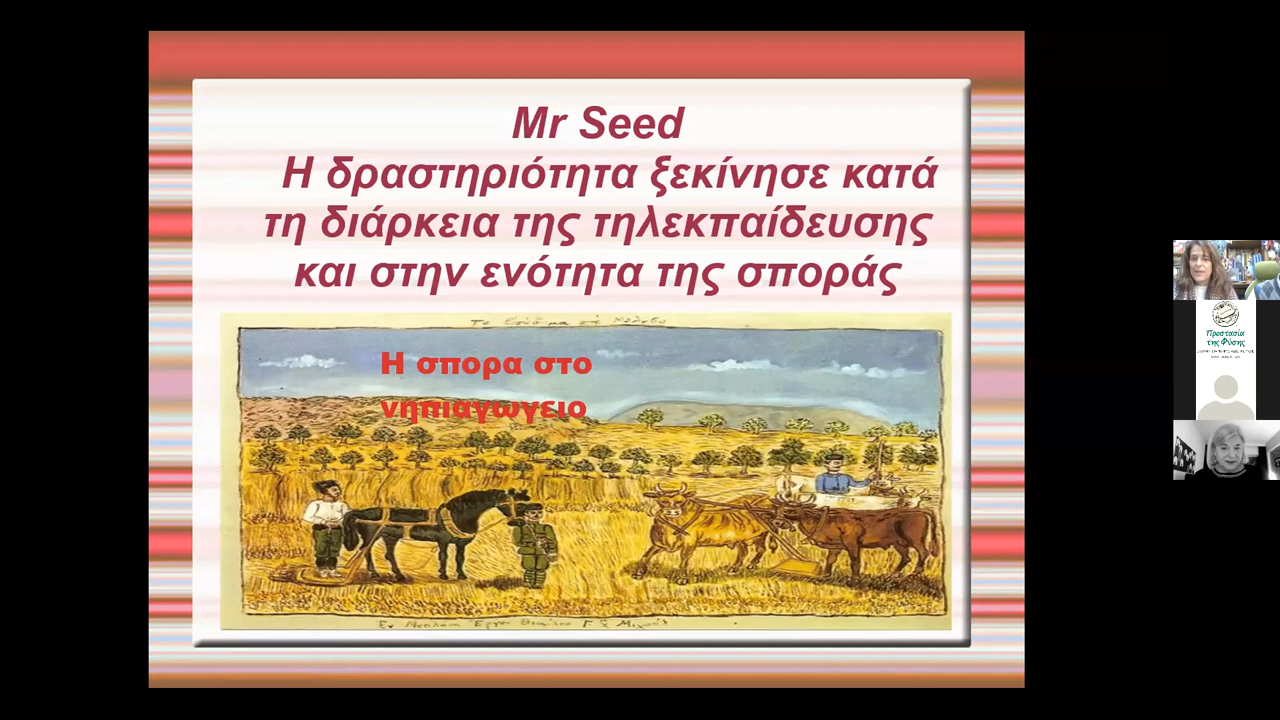 Mr Seed
Η δραστηριότητα ξεκίνησε κατά
τη διάρκεια της τηλεκπαίδευσης
και στην ενότητα της σποράς
Η σπορα στο
νηπιαγωγειο
Προστασία
της Φύσης